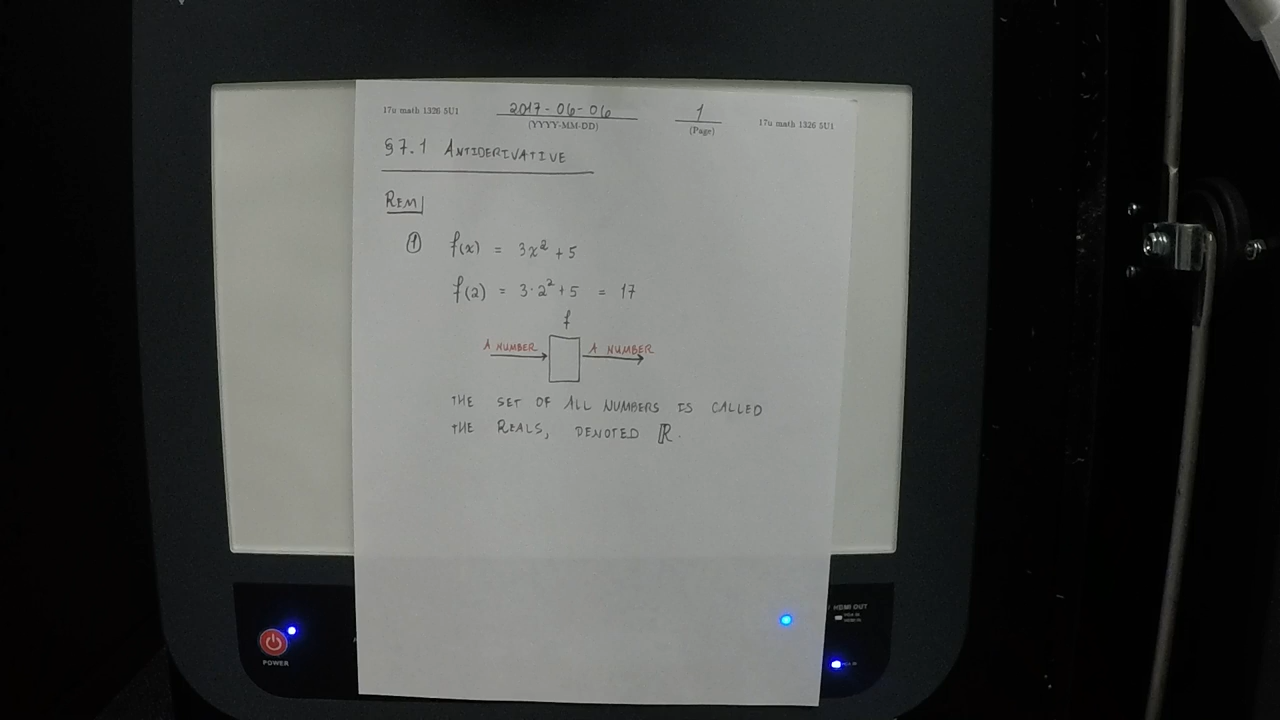 17u math 1326 5U1 2017-06-06 1 17u math 1326 5U1
(YYYY-MM-DD) (Page)
§7.1 ANTIDERIVATIVE
REM
① f(x) = 3x² + 5
f(2) = 3·2² + 5 = 17
f
A NUMBER A NUMBER
THE SET OF ALL NUMBERS IS CALLED
THE REALS, DENOTED ℝ.
HDMI OUT
POWER